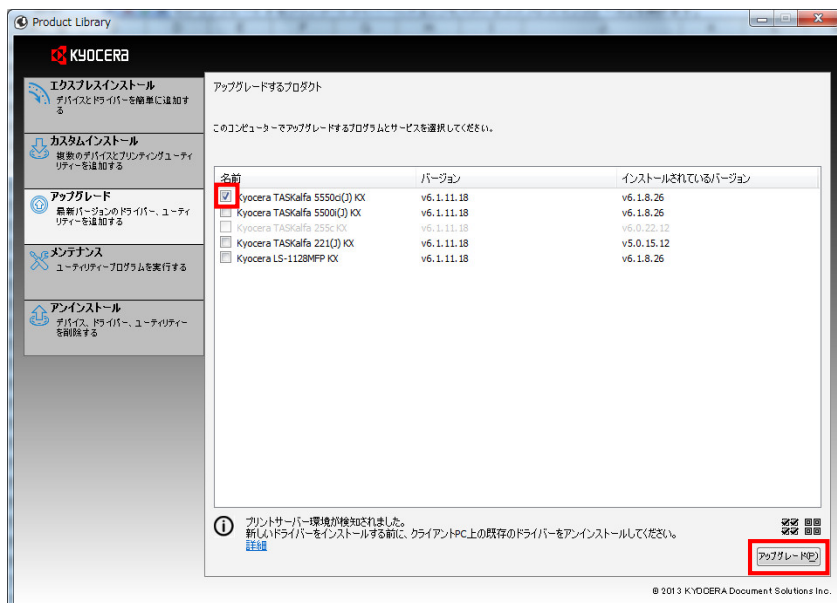 Product Library
KYOCERA
エクスプレスインストール
デバイスとドライバーを簡単に追加す
る
カスタムインストール
複数のデバイスとプリンティングユーティ
リティーを追加する
アップグレード
最新バージョンのドライバー、ユーティ
リティーを追加する
メンテナンス
ユーティリティープログラムを実行する
アンインストール
デバイス、ドライバー、ユーティリティー
を削除する
アップグレードするプロダクト
このコンピューターでアップグレードするプログラムとサービスを選択してください。
名前 バージョン インストールされているバージョン
Kyocera TASKalfa 5550ci(J) KX v6.1.11.18 v6.1.8.26
Kyocera TASKalfa 5500i(J) KX v6.1.11.18 v6.1.8.26
Kyocera TASKalfa 255c KX v6.1.11.18 v6.0.22.12
Kyocera TASKalfa 221(J) KX v6.1.11.18 v5.0.15.12
Kyocera LS-1128MFP KX v6.1.11.18 v6.1.8.26
プリントサーバー環境が検知されました。
新しいドライバーをインストールする前に、クライアントPC上の既存のドライバーをアンインストールしてください。
詳細
アップグレード(P)
© 2013 KYOCERA Document Solutions Inc.